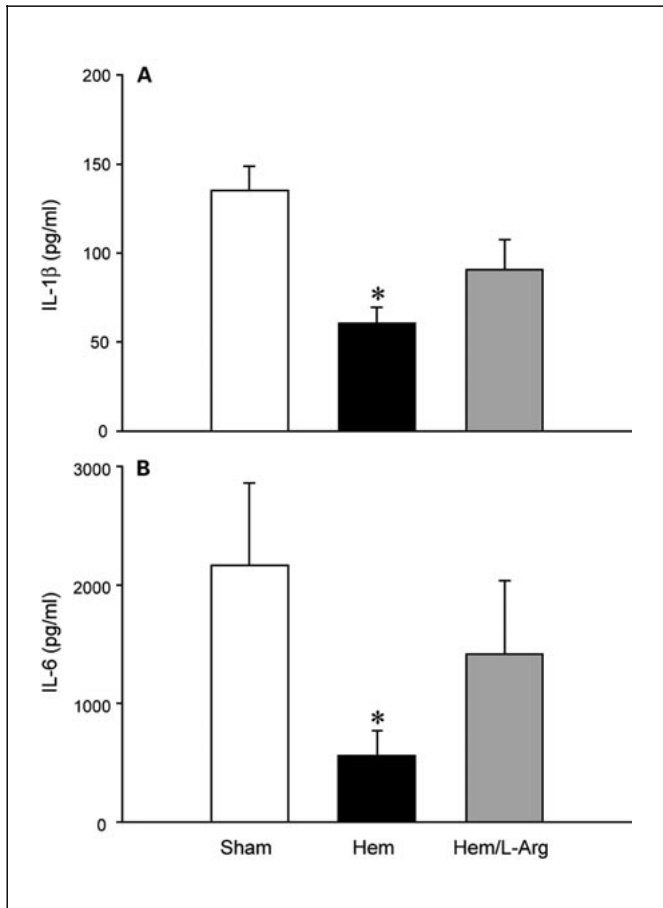 A
200
150
100
50
0
IL-1β (pg/ml)
*
B
3000
2000
1000
0
IL-6 (pg/ml)
*
Sham Hem Hem/L-Arg